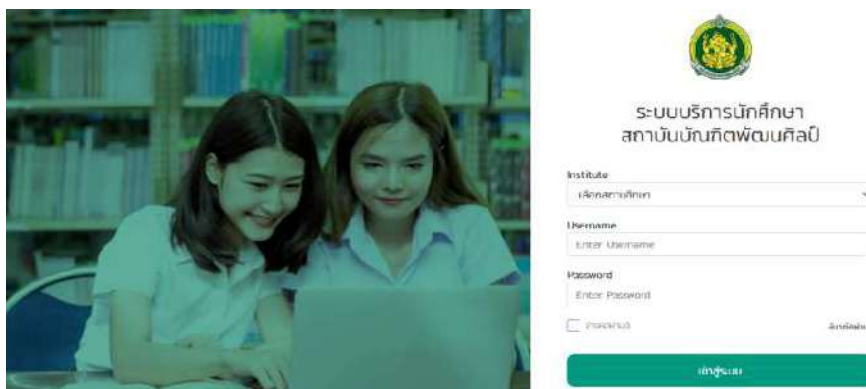 ระบบบริการนักศึกษา
สถาบันบัณฑิตพัฒนศิลป์
Institute
เลือกสถานศึกษา
Username
Enter Username
Password
Enter Password
เข้าสู่ระบบ